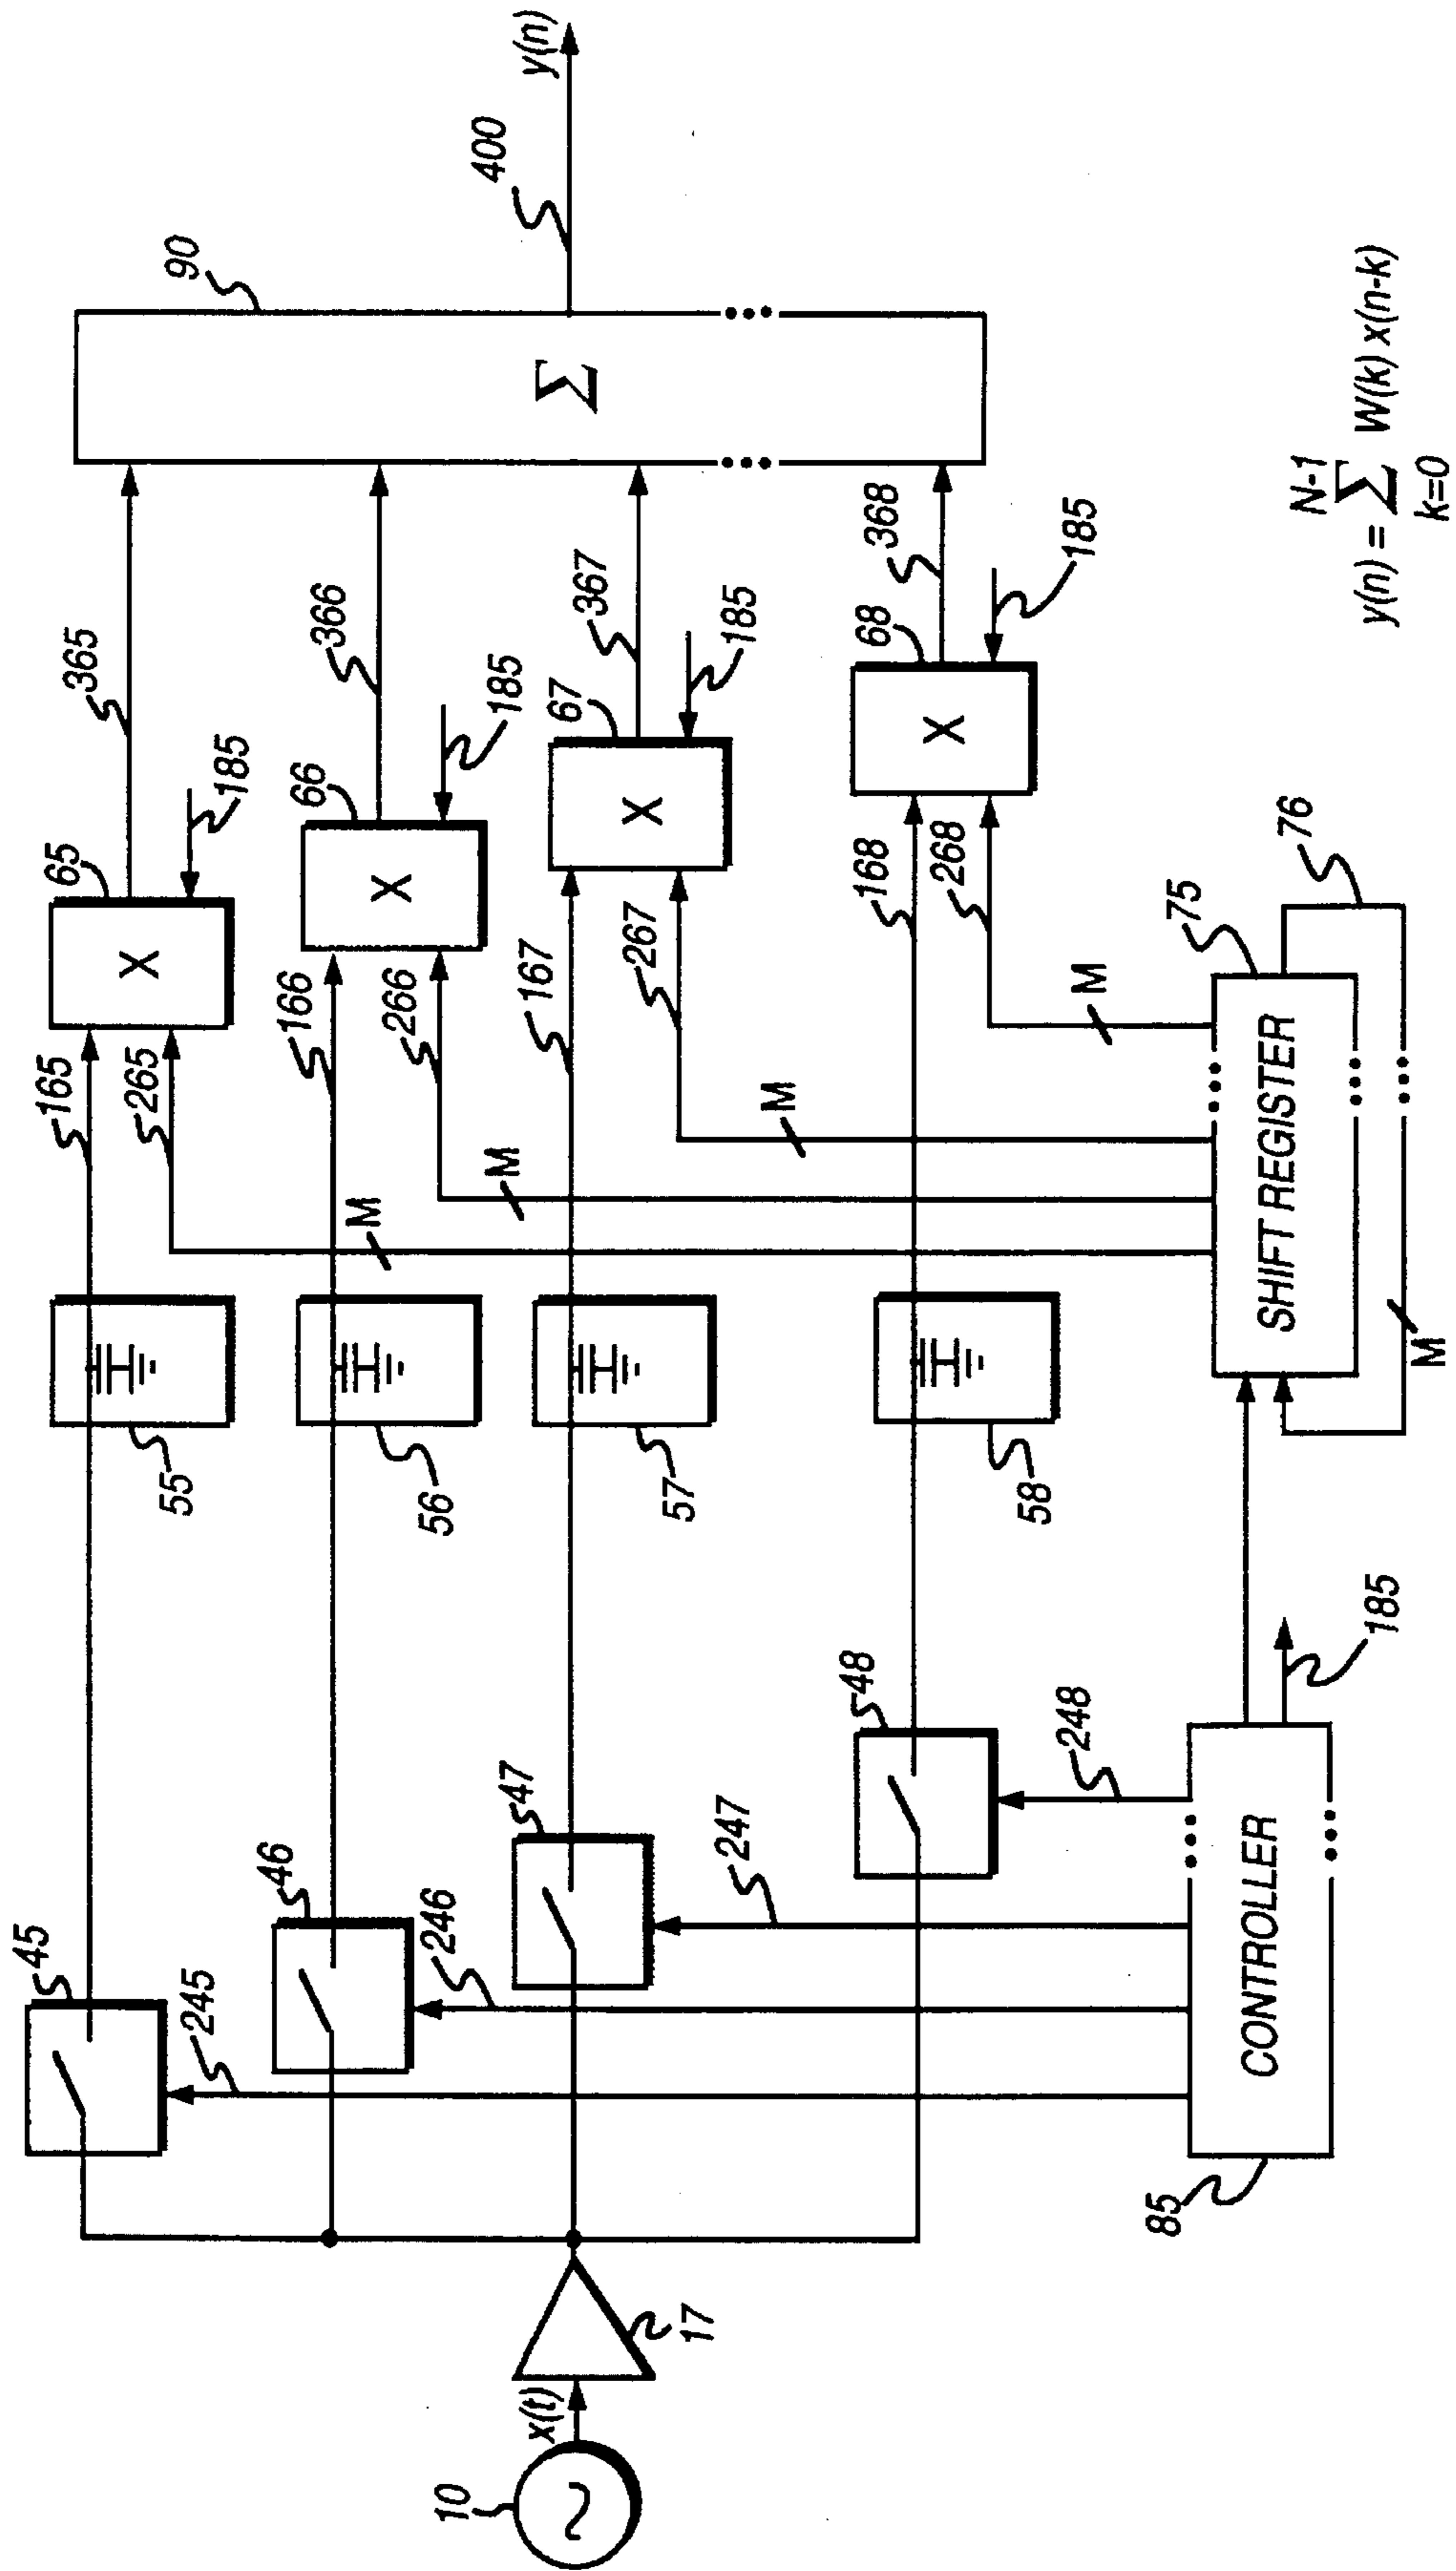 10
x(t)
17
45
245
46
246
47
247
48
248
85
CONTROLLER
185
55
56
57
58
165
265
166
266
167
267
168
268
M
M
M
M
65
185
365
66
185
366
67
185
367
68
185
368
75
SHIFT REGISTER
76
M
X
X
X
X
90
Σ
400
y(n)
y(n) = N-1 Σ k=0 W(k) x(n-k)